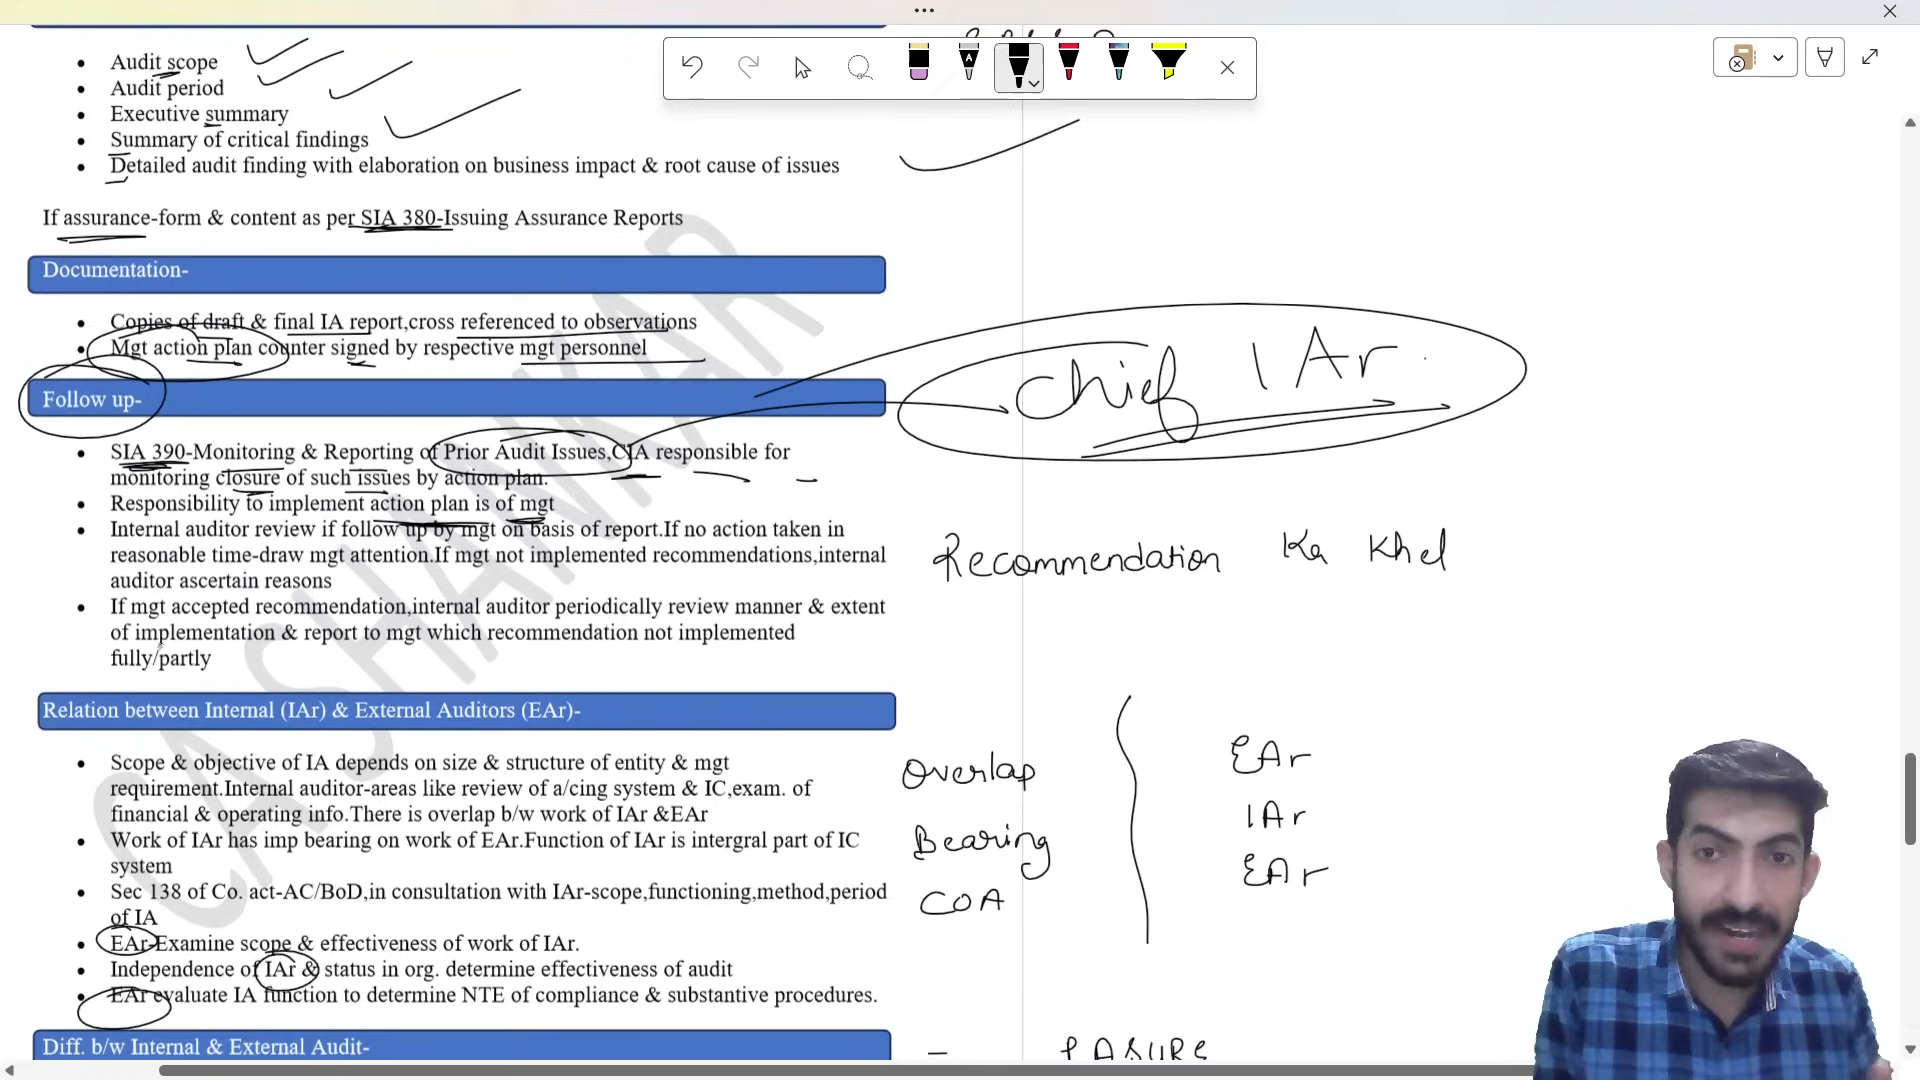 Audit scope
Audit period
Executive summary
Summary of critical findings
Detailed audit finding with elaboration on business impact & root cause of issues
If assurance-form & content as per SIA 380-Issuing Assurance Reports
Documentation-
Copies of draft & final IA report,cross referenced to observations
Mgt action plan counter signed by respective mgt personnel
Follow up-
Chief IAr
SIA 390-Monitoring & Reporting of Prior Audit Issues,CIA responsible for
monitoring closure of such issues by action plan.
Responsibility to implement action plan is of mgt
Internal auditor review if follow up by mgt on basis of report.If no action taken in
reasonable time-draw mgt attention.If mgt not implemented recommendations,internal
auditor ascertain reasons
Recommendation Ka Khel
If mgt accepted recommendation,internal auditor periodically review manner & extent
of implementation & report to mgt which recommendation not implemented
fully/partly
Relation between Internal (IAr) & External Auditors (EAr)-
Scope & objective of IA depends on size & structure of entity & mgt
requirement.Internal auditor-areas like review of a/cing system & IC,exam. of
financial & operating info.There is overlap b/w work of IAr &EAr
Work of IAr has imp bearing on work of EAr.Function of IAr is intergral part of IC
system
Sec 138 of Co. act-AC/BoD,in consultation with IAr-scope,functioning,method,period
of IA
EAr-Examine scope & effectiveness of work of IAr.
Independence of IAr & status in org. determine effectiveness of audit
EAr evaluate IA function to determine NTE of compliance & substantive procedures.
Overlap
Bearing
COA
EAr
IAr
EAr
Diff. b/w Internal & External Audit-
CA SHANKAR